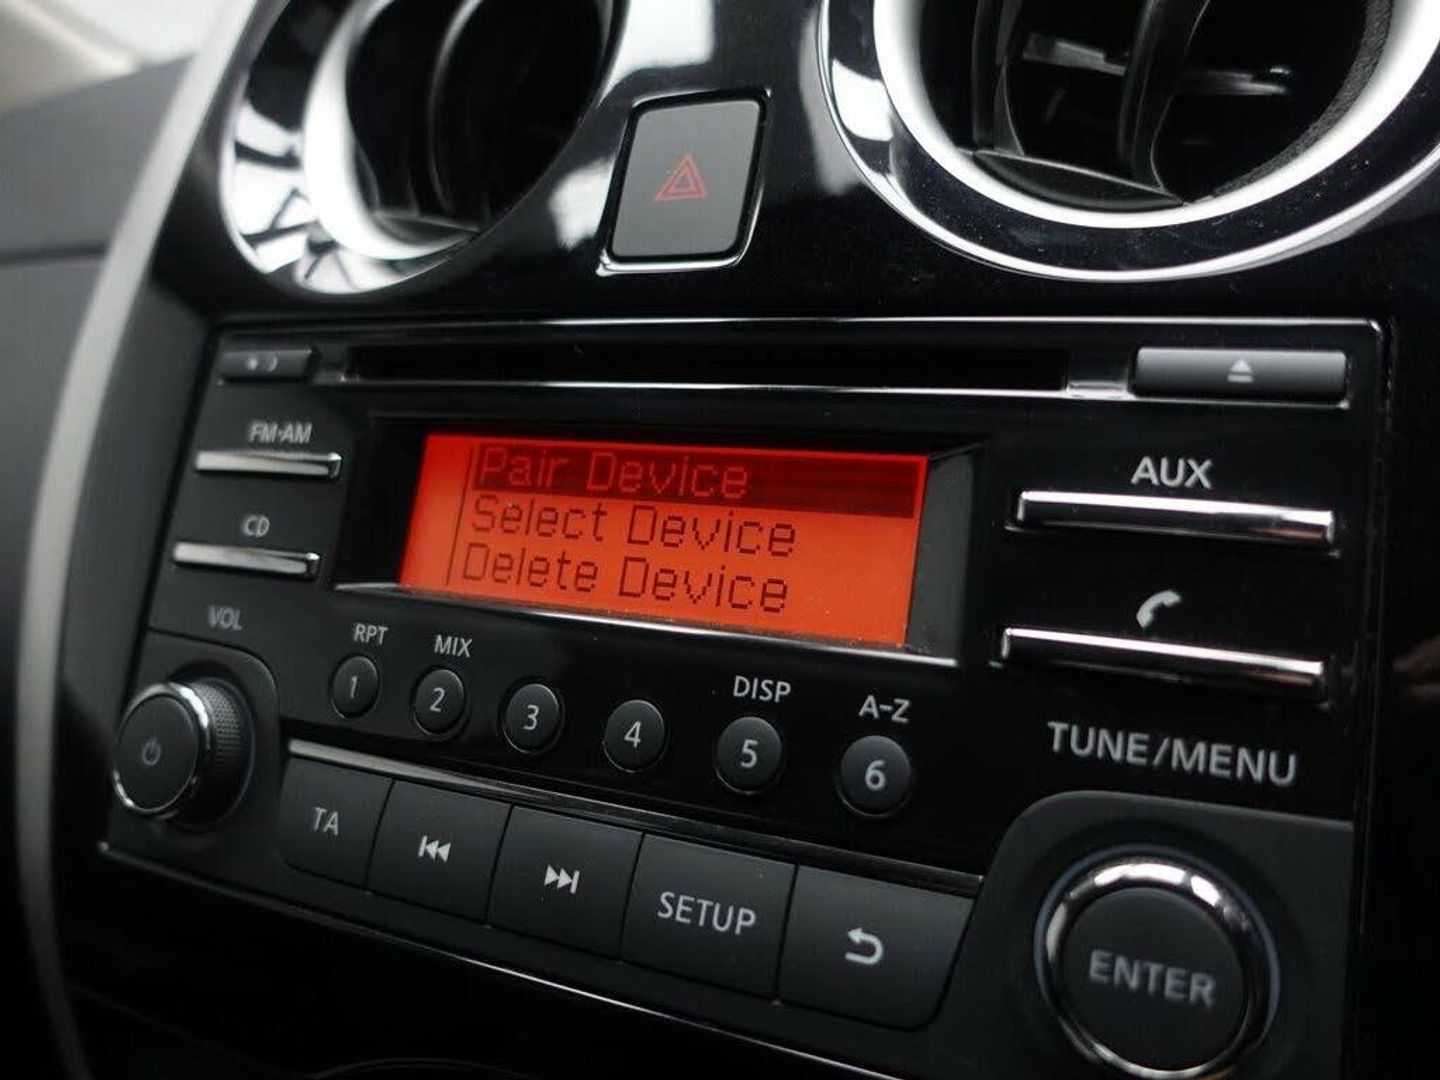 FM·AM
CD
VOL
Pair Device
Select Device
Delete Device
AUX
RPT
MIX
DISP
A-Z
1
2
3
4
5
6
TUNE/MENU
TA
SETUP
ENTER